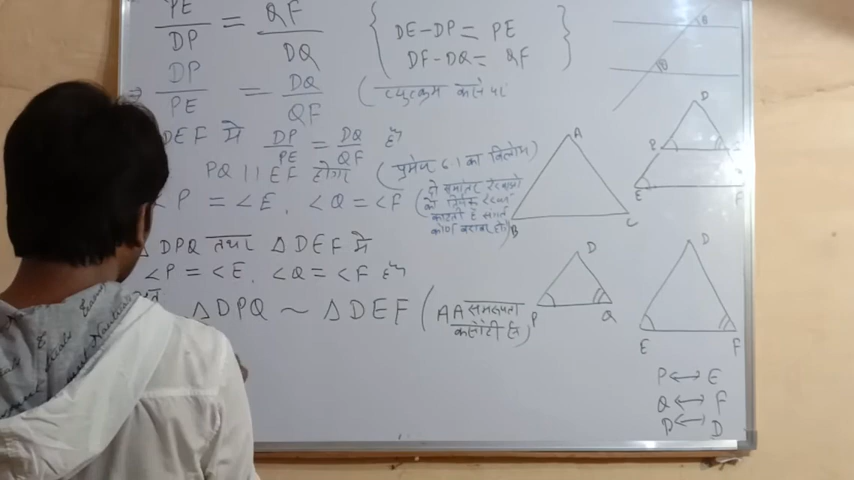 PE/DP = QF/DQ { DE-DP = PE
DF-DQ = QF }
⇒ DP/PE = DQ/QF (व्युत्क्रम करने पर
DEF में DP/PE = DQ/QF है
PQ || EF होगा (प्रमेय 6.1 का विलोम)
<P = <E, <Q = <F (दो समांतर रेखाओं
को तिर्यक रेखा
काटती है संगत
कोण बराबर
Δ DPQ तथा Δ DEF में
<P = <E, <Q = <F है
ΔDPQ ~ ΔDEF (AA समरूपता
कसौटी से)
A
B
C
D
P
E
F
D
P
Q
D
E
F
P ↔ E
Q ↔ F
D